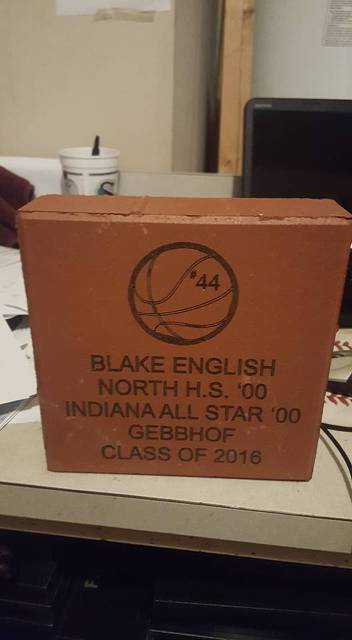 #44
BLAKE ENGLISH
NORTH H.S. '00
INDIANA ALL STAR '00
GEBBHOF
CLASS OF 2016